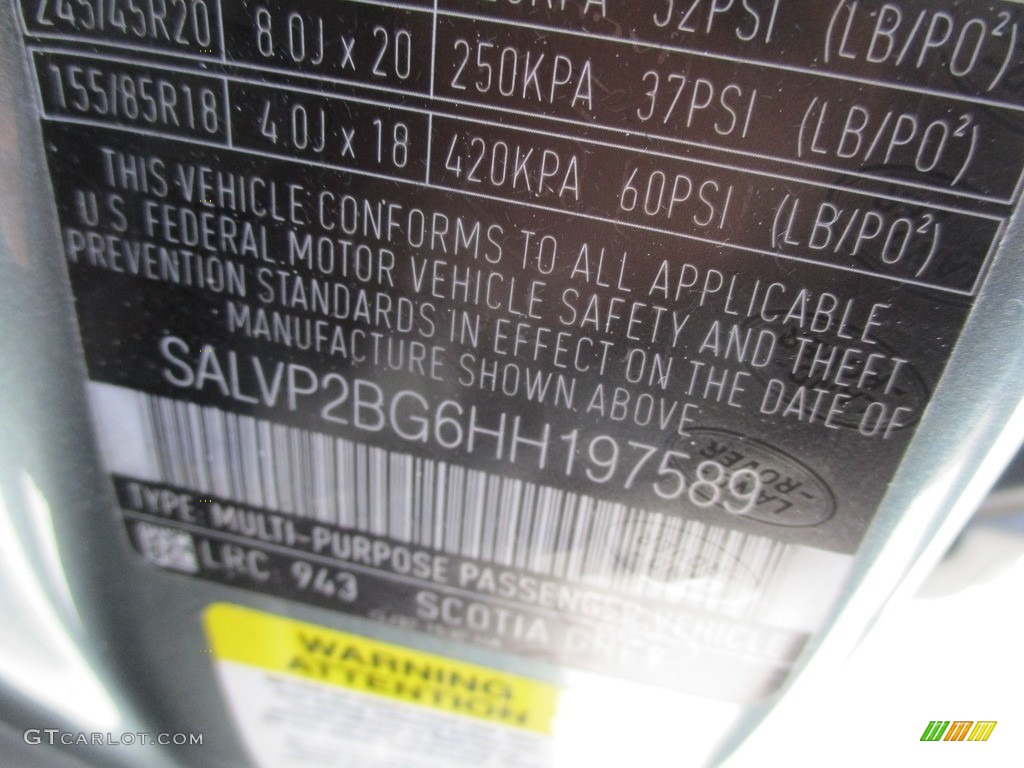 32PSI (LB/PO²)
245/45R20 8.0J x 20 250KPA 37PSI (LB/PO²)
155/85R18 4.0J x 18 420KPA 60PSI (LB/PO²)
THIS VEHICLE CONFORMS TO ALL APPLICABLE
U.S. FEDERAL MOTOR VEHICLE SAFETY AND THEFT
PREVENTION STANDARDS IN EFFECT ON THE DATE OF
MANUFACTURE SHOWN ABOVE
SALVP2BG6HH197589
LAND
-ROVER
TYPE: MULTI-PURPOSE PASSENGER VEHICLE
LRC 943 SCOTIA GREY
WARNING
ATTENTION
GTCARLOT.COM